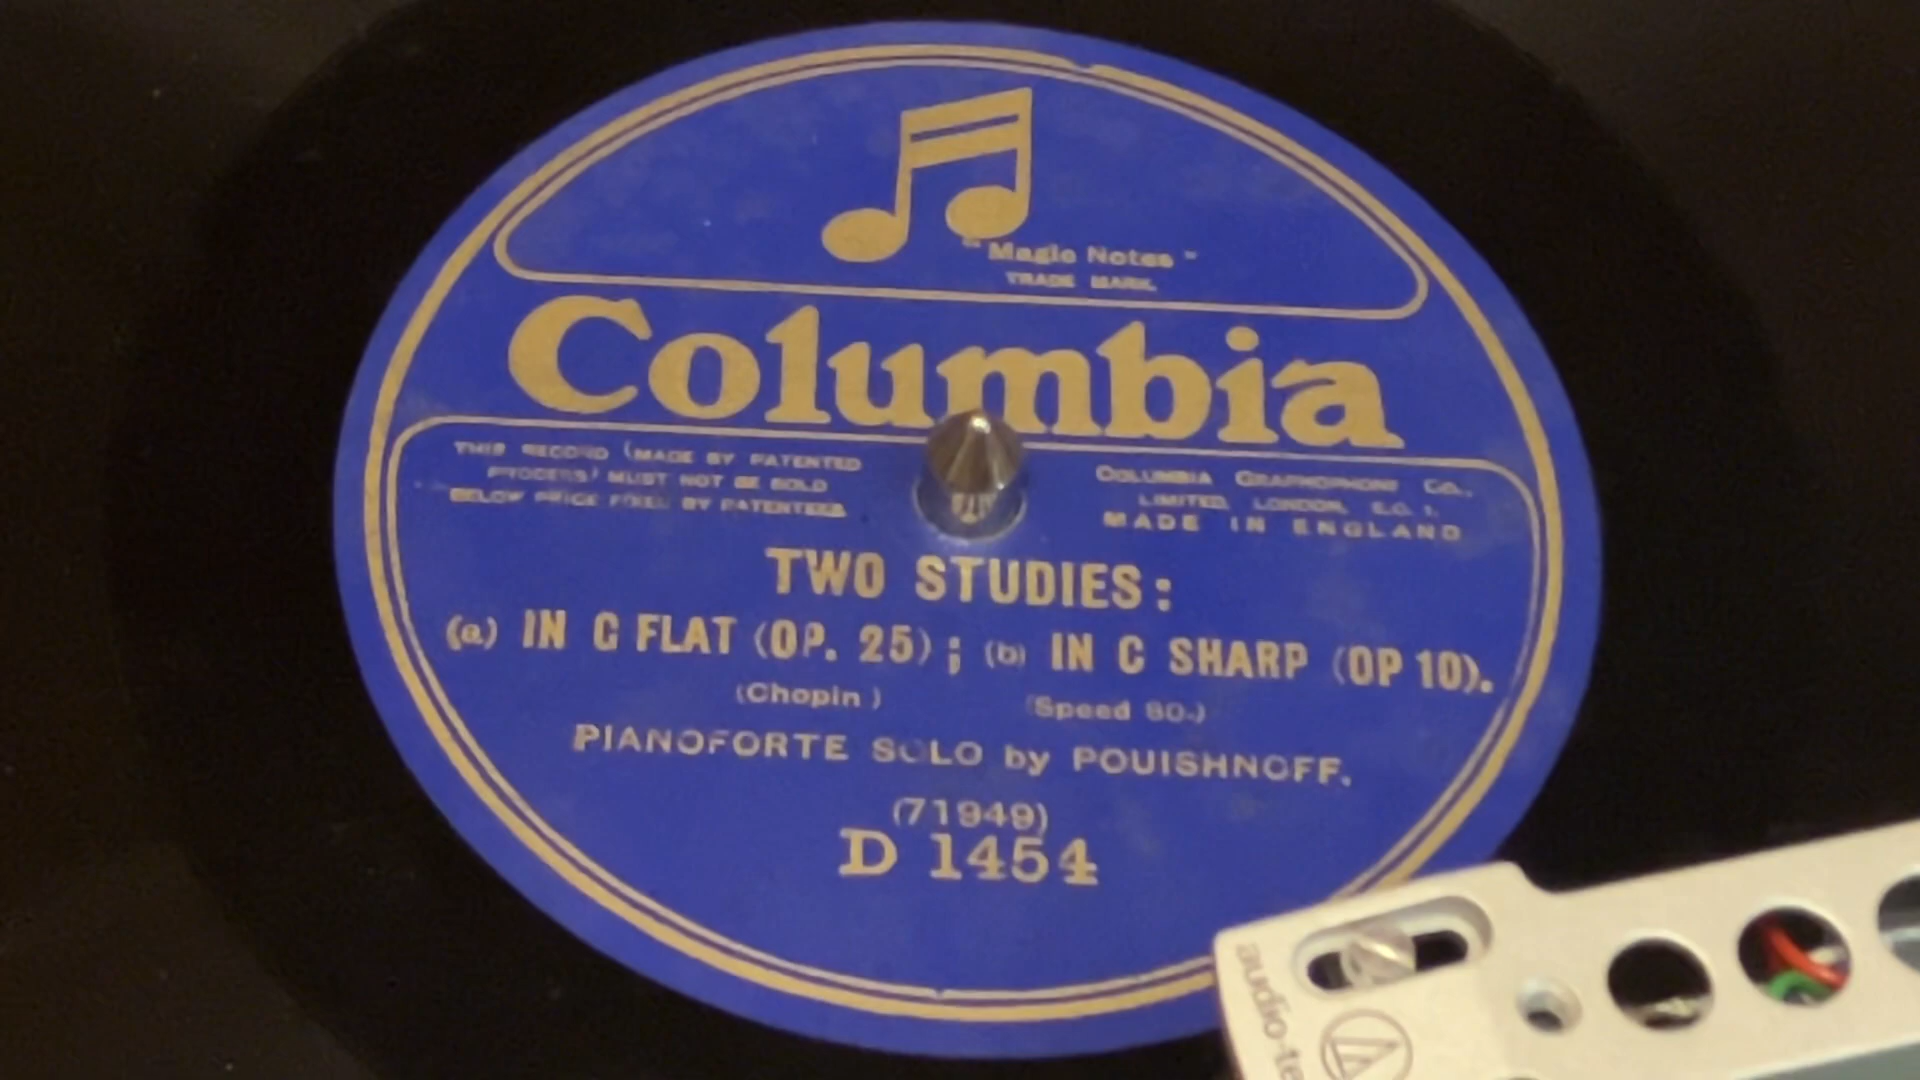 “Magic Notes”
TRADE MARK.
Columbia
THIS RECORD (MADE BY PATENTED
PROCESS) MUST NOT BE SOLD
BELOW PRICE FIXED BY PATENTEES.
COLUMBIA GRAPHOPHONE CO.,
LIMITED, LONDON, E.C. 1.
MADE IN ENGLAND
TWO STUDIES:
(a) IN G FLAT (OP. 25); (b) IN C SHARP (OP 10).
(Chopin) (Speed 80.)
PIANOFORTE SOLO by POUISHNOFF.
(71949)
D 1454
audio-te